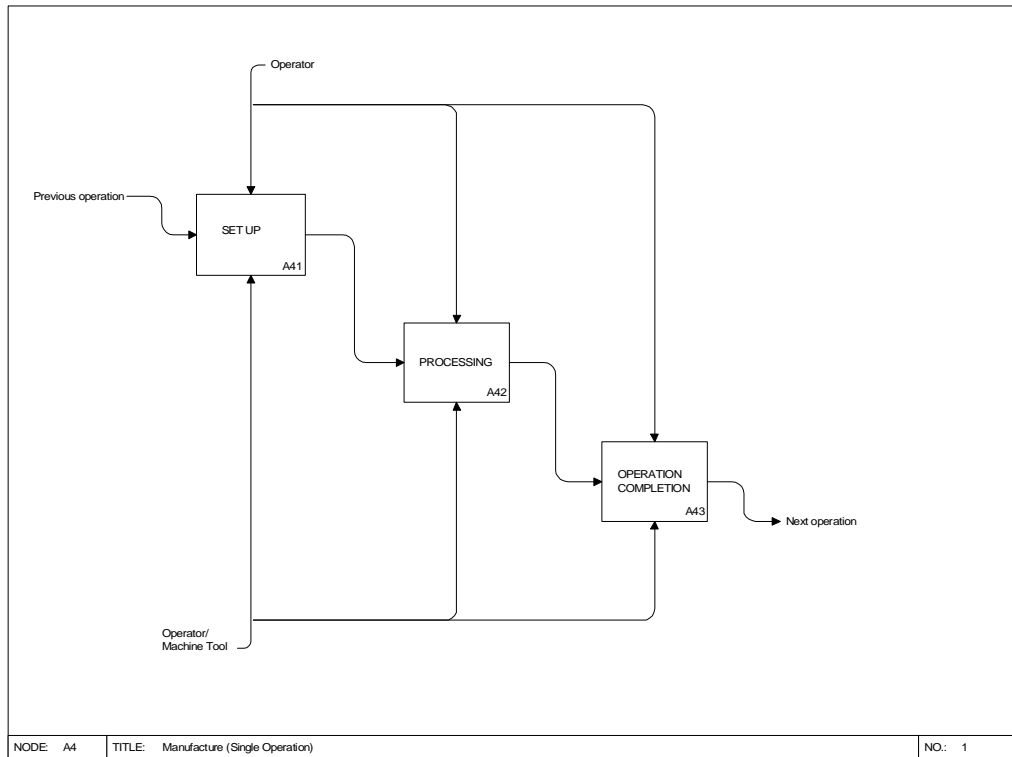 Operator
Previous operation
SET UP
A41
PROCESSING
A42
OPERATION
COMPLETION
A43
Next operation
Operator/
Machine Tool
NODE: A4 TITLE: Manufacture (Single Operation) NO.: 1